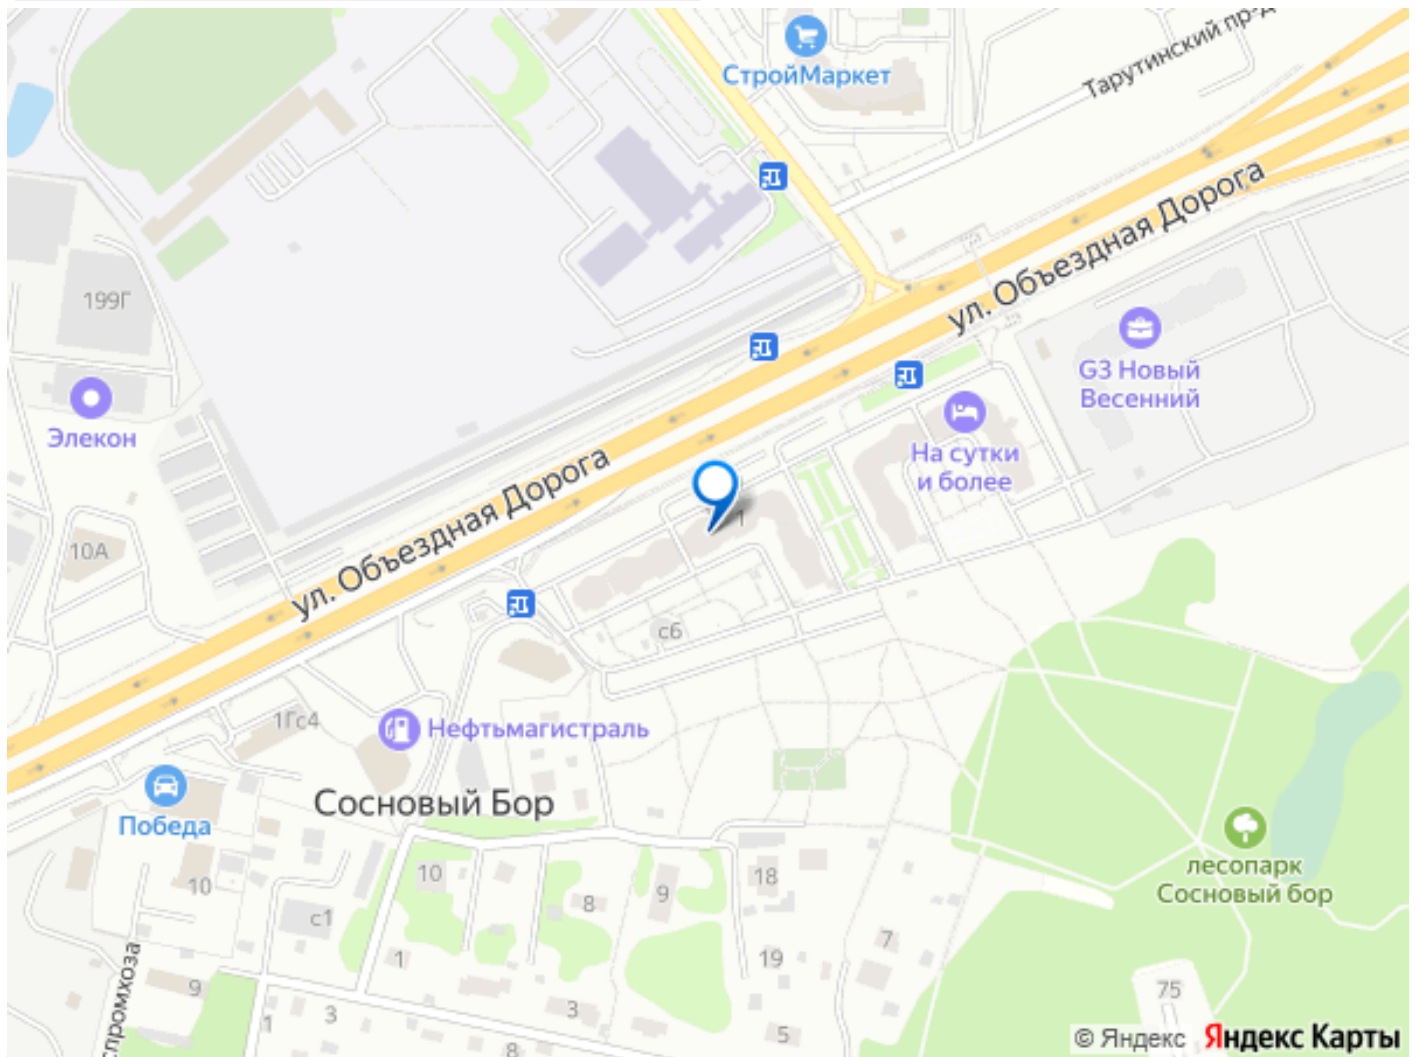 СтройМаркет
Тарутинский пр-д
ул. Объездная Дорога
199Г
G3 Новый
Весенний
Элекон
На сутки
и более
ул. Объездная Дорога
1
10А
с6
1Гс4
Нефтьмагистраль
Сосновый Бор
Победа
лесопарк
Сосновый бор
10
10
18
9
8
с1
7
1
19
9
75
3
3
1
5
8
спромхоза
© Яндекс Яндекс Карты